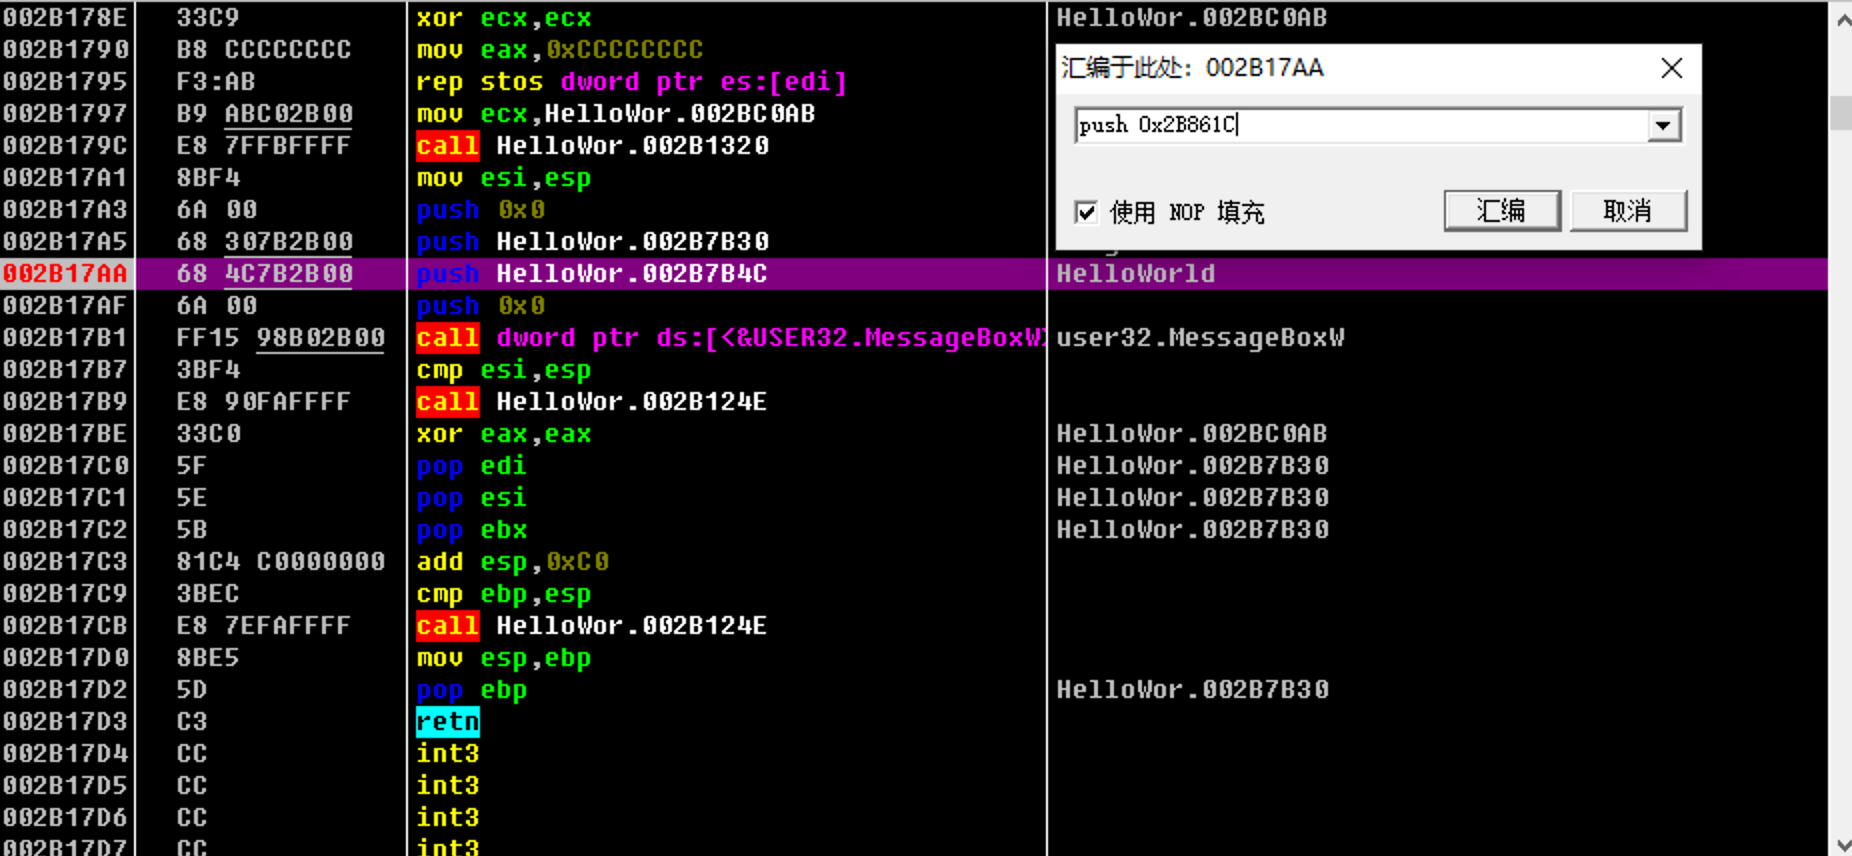 002B178E 33C9 xor ecx,ecx HelloWor.002BC0AB
002B1790 B8 CCCCCCCC mov eax,0xCCCCCCCC
002B1795 F3:AB rep stos dword ptr es:[edi]
002B1797 B9 ABC02B00 mov ecx,HelloWor.002BC0AB
002B179C E8 7FFBFFFF call HelloWor.002B1320
002B17A1 8BF4 mov esi,esp
002B17A3 6A 00 push 0x0
002B17A5 68 307B2B00 push HelloWor.002B7B30
002B17AA 68 4C7B2B00 push HelloWor.002B7B4C HelloWorld
002B17AF 6A 00 push 0x0
002B17B1 FF15 98B02B00 call dword ptr ds:[<&USER32.MessageBoxW> user32.MessageBoxW
002B17B7 3BF4 cmp esi,esp
002B17B9 E8 90FAFFFF call HelloWor.002B124E
002B17BE 33C0 xor eax,eax HelloWor.002BC0AB
002B17C0 5F pop edi HelloWor.002B7B30
002B17C1 5E pop esi HelloWor.002B7B30
002B17C2 5B pop ebx HelloWor.002B7B30
002B17C3 81C4 C0000000 add esp,0xC0
002B17C9 3BEC cmp ebp,esp
002B17CB E8 7EFAFFFF call HelloWor.002B124E
002B17D0 8BE5 mov esp,ebp
002B17D2 5D pop ebp HelloWor.002B7B30
002B17D3 C3 retn
002B17D4 CC int3
002B17D5 CC int3
002B17D6 CC int3
002B17D7 CC int3
汇编于此处：002B17AA
push 0x2B861C
使用 NOP 填充
汇编
取消